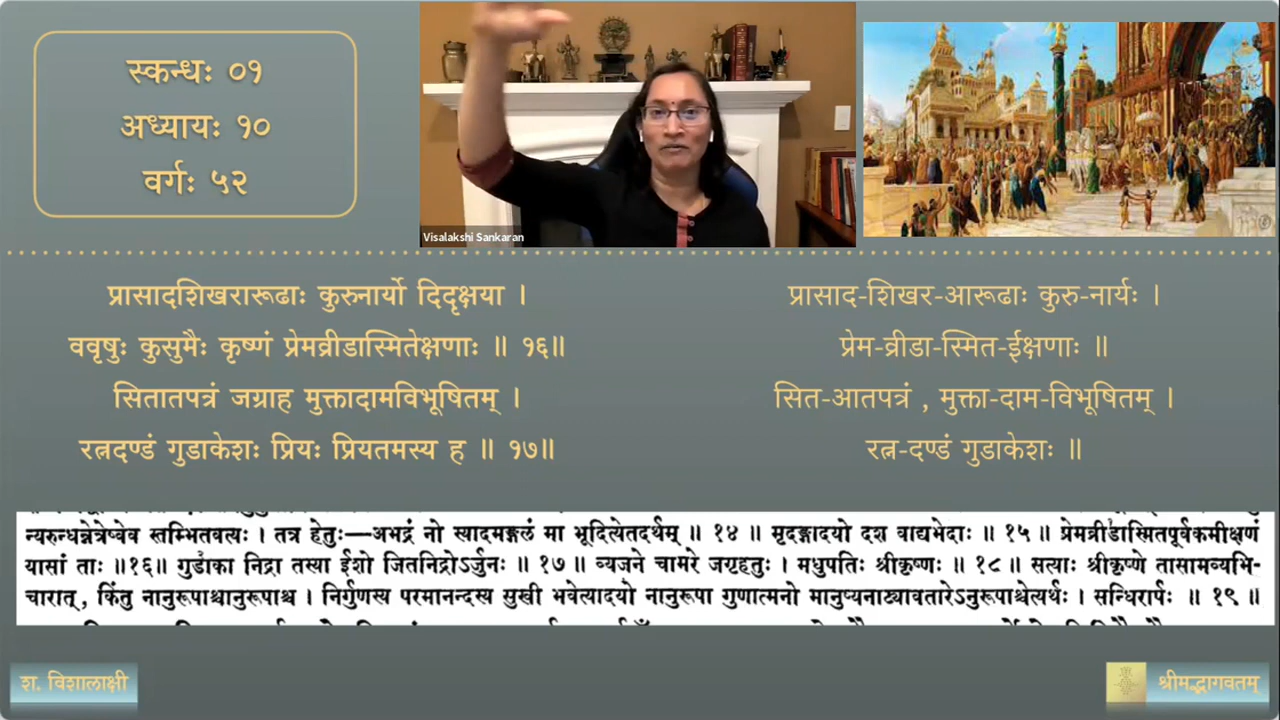 स्कन्धः ०१
अध्यायः १०
वर्गः ५२
Visalakshi Sankaran
प्रासादशिखरारूढाः कुरुनार्यो दिदृक्षया ।
ववृषुः कुसुमैः कृष्णं प्रेमव्रीडास्मितेक्षणाः ॥ १६॥
सितातपत्रं जग्राह मुक्तादामविभूषितम् ।
रत्नदण्डं गुडाकेशः प्रियः प्रियतमस्य ह ॥ १७॥
प्रासाद-शिखर-आरूढाः कुरु-नार्यः ।
प्रेम-व्रीडा-स्मित-ईक्षणाः ॥
सित-आतपत्रं , मुक्ता-दाम-विभूषितम् ।
रत्न-दण्डं गुडाकेशः ॥
न्यरुन्धन्नेत्रेष्वेव स्तम्भितवत्यः । तत्र हेतुः—अभद्रं नो स्यादमङ्गलं मा भूदित्येतदर्थम् ॥ १४ ॥ मृदङ्गादयो दश वाद्यभेदाः ॥ १५ ॥ प्रेमव्रीडास्मितपूर्वकमीक्षणं
यासां ताः ॥१६॥ गुडाका निद्रा तस्या ईशो जितनिद्रोऽर्जुनः ॥ १७ ॥ व्यजने चामरे जगृहतुः । मधुपतिः श्रीकृष्णः ॥ १८ ॥ सत्याः श्रीकृष्णे तासामव्यभि-
चारात्, किंतु नानुरूपाश्चानुरूपाश्च । निर्गुणस्य परमानन्दस्य सुखी भवेत्यादयो नानुरूपा गुणात्मनो मानुष्यनाट्यावतारेऽनुरूपाश्चेत्यर्थः । सन्धिरार्षः ॥ १९ ॥
श. विशालाक्षी
श्रीमद्भागवतम्